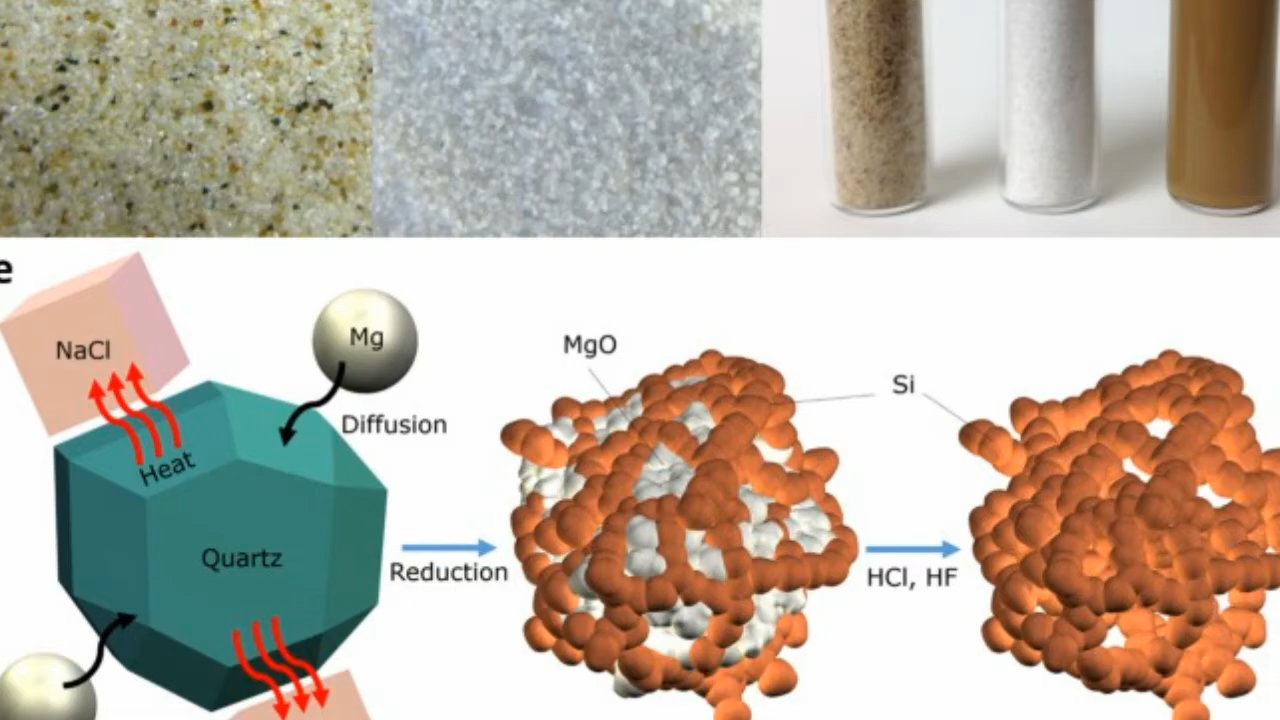 e
NaCl
Mg
MgO
Si
Diffusion
Heat
Quartz
Reduction
HCl, HF